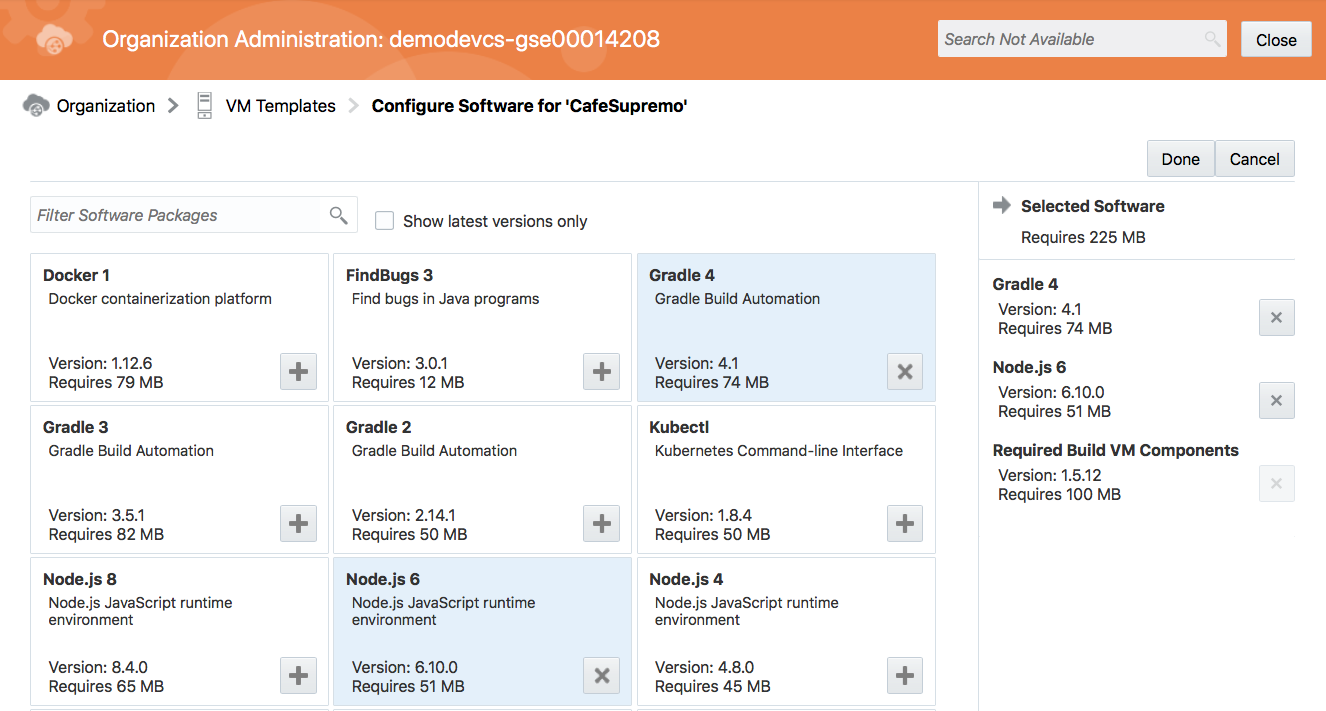 Organization Administration: demodevcs-gse00014208
Search Not Available
Close
Organization
VM Templates
Configure Software for 'CafeSupremo'
Done
Cancel
Filter Software Packages
Show latest versions only
Docker 1
Docker containerization platform
Version: 1.12.6
Requires 79 MB
FindBugs 3
Find bugs in Java programs
Version: 3.0.1
Requires 12 MB
Gradle 4
Gradle Build Automation
Version: 4.1
Requires 74 MB
Gradle 3
Gradle Build Automation
Version: 3.5.1
Requires 82 MB
Gradle 2
Gradle Build Automation
Version: 2.14.1
Requires 50 MB
Kubectl
Kubernetes Command-line Interface
Version: 1.8.4
Requires 50 MB
Node.js 8
Node.js JavaScript runtime
environment
Version: 8.4.0
Requires 65 MB
Node.js 6
Node.js JavaScript runtime
environment
Version: 6.10.0
Requires 51 MB
Node.js 4
Node.js JavaScript runtime
environment
Version: 4.8.0
Requires 45 MB
Selected Software
Requires 225 MB
Gradle 4
Version: 4.1
Requires 74 MB
Node.js 6
Version: 6.10.0
Requires 51 MB
Required Build VM Components
Version: 1.5.12
Requires 100 MB